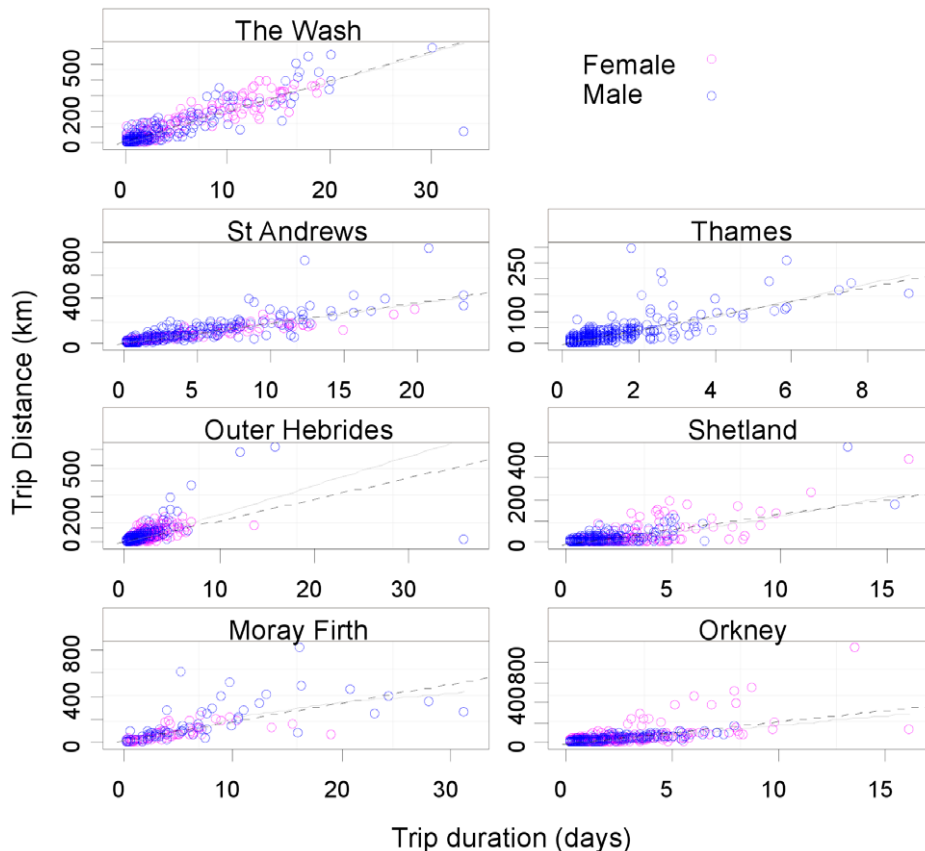 The Wash
0 200 500
0 10 20 30
Female
Male
St Andrews
0 400 800
0 5 10 15 20
Thames
0 100 250
0 2 4 6 8
Outer Hebrides
0 200 500
0 10 20 30
Shetland
0 200 400
0 5 10 15
Moray Firth
0 400 800
0 10 20 30
Orkney
0 400 800
0 5 10 15
Trip Distance (km)
Trip duration (days)